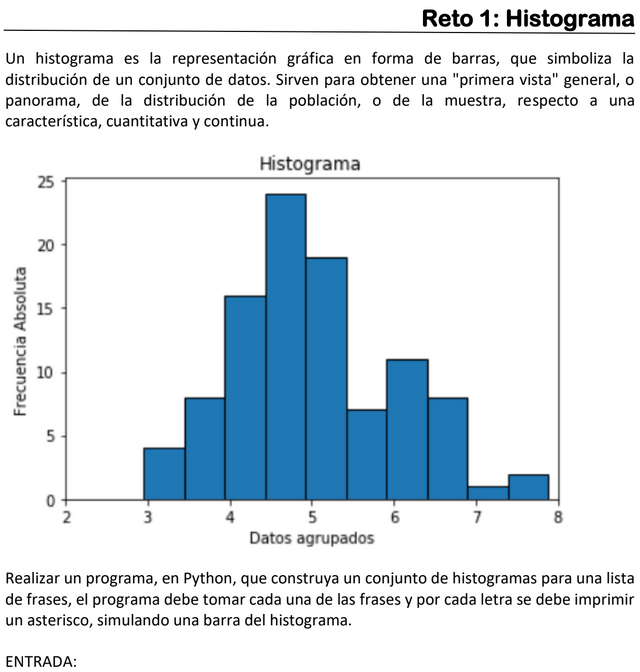 Reto 1: Histograma
Un histograma es la representación gráfica en forma de barras, que simboliza la
distribución de un conjunto de datos. Sirven para obtener una "primera vista" general, o
panorama, de la distribución de la población, o de la muestra, respecto a una
característica, cuantitativa y continua.
Histograma
25
20
15
10
5
0
Frecuencia Absoluta
2 3 4 5 6 7 8
Datos agrupados
Realizar un programa, en Python, que construya un conjunto de histogramas para una lista
de frases, el programa debe tomar cada una de las frases y por cada letra se debe imprimir
un asterisco, simulando una barra del histograma.
ENTRADA: